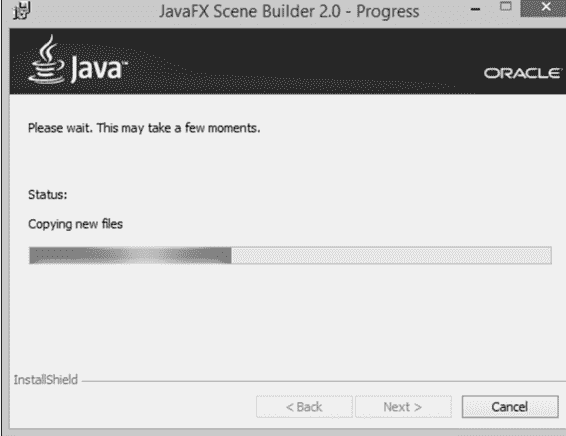 JavaFX Scene Builder 2.0 - Progress
Java™
ORACLE
Please wait. This may take a few moments.
Status:
Copying new files
InstallShield
< Back
Next >
Cancel